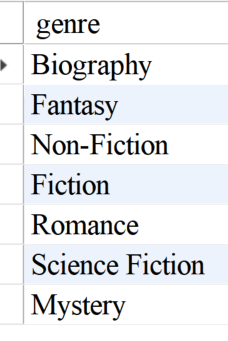 genre
Biography
Fantasy
Non-Fiction
Fiction
Romance
Science Fiction
Mystery